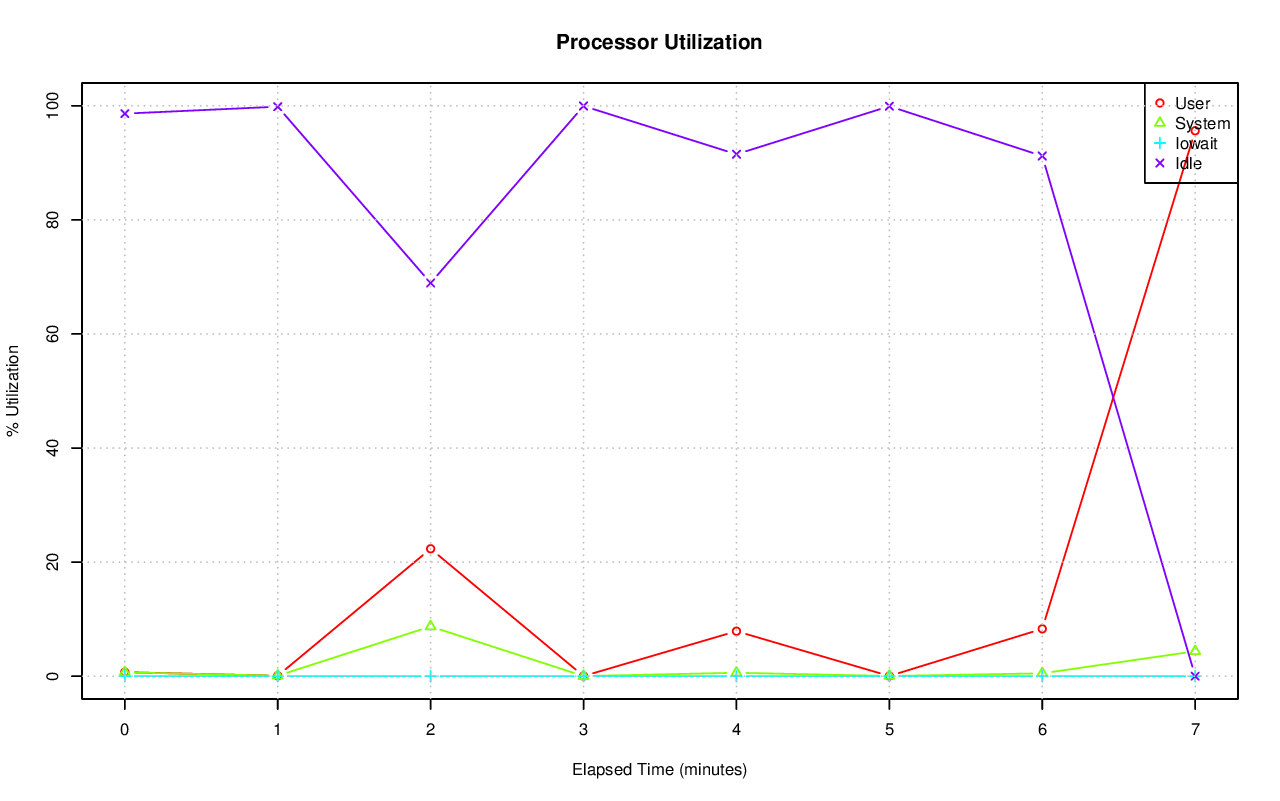 Processor Utilization
100
80
60
40
20
0
% Utilization
User
System
Iowait
Idle
0 1 2 3 4 5 6 7
Elapsed Time (minutes)